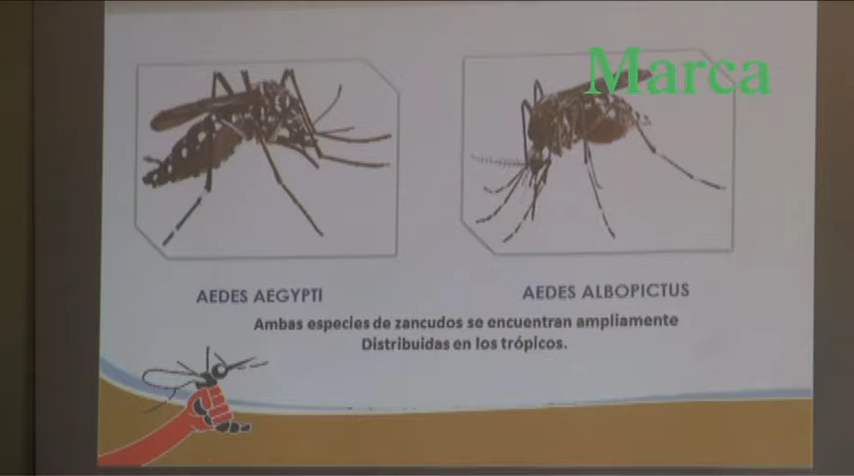 Marca
AEDES AEGYPTI
AEDES ALBOPICTUS
Ambas especies de zancudos se encuentran ampliamente
Distribuidas en los trópicos.